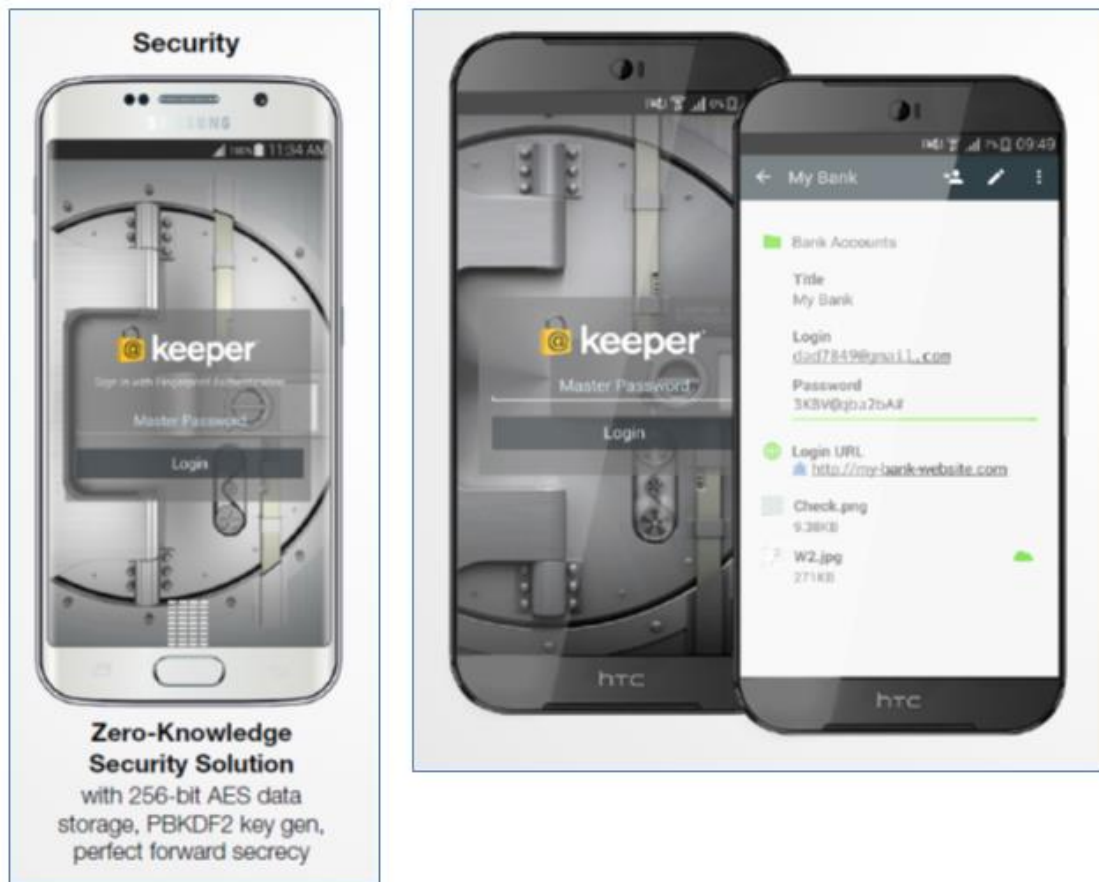 Security
SAMSUNG
100% 11:34 AM
keeper
Sign in with Fingerprint Authentication
Master Password
Login
Zero-Knowledge
Security Solution
with 256-bit AES data
storage, PBKDF2 key gen,
perfect forward secrecy
keeper
Master Password
Login
hTC
09:49
My Bank
Bank Accounts
Title
My Bank
Login
dad7849@gmail.com
Password
Login URL
http://my-bank-website.com
Check.png
9.38KB
W2.jpg
271KB
hTC